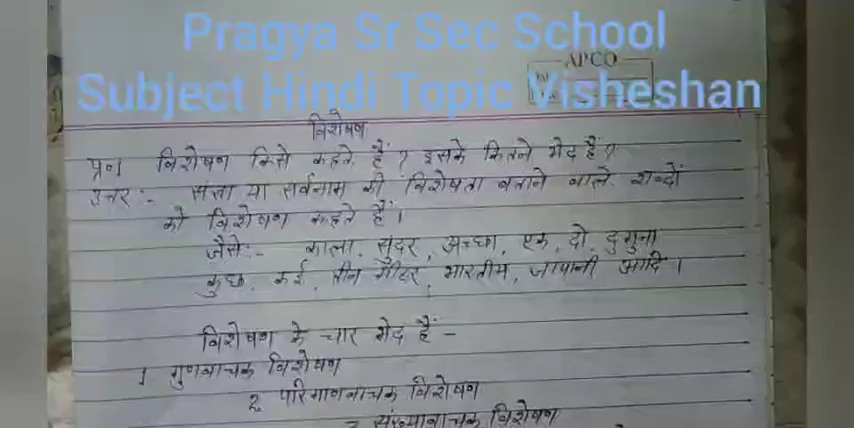 Pragya Sr Sec School
APCO
Subject Hindi Topic Visheshan
विशेषण
प्रन1 विशेषण किसे कहते हैं ? इसके कितने भेद हैं ?
उत्तर :- संज्ञा या सर्वनाम की विशेषता बताने वाले शब्दों
को विशेषण कहते हैं।
जैसे :- काला, सुंदर, अच्छा, एक, दो, दुगुना
कुछ, कई, तीन मीटर, भारतीय, जापानी आदि।
विशेषण के चार भेद हैं -
1 गुणवाचक विशेषण
2. परिमाणवाचक विशेषण
3 संख्यावाचक विशेषण